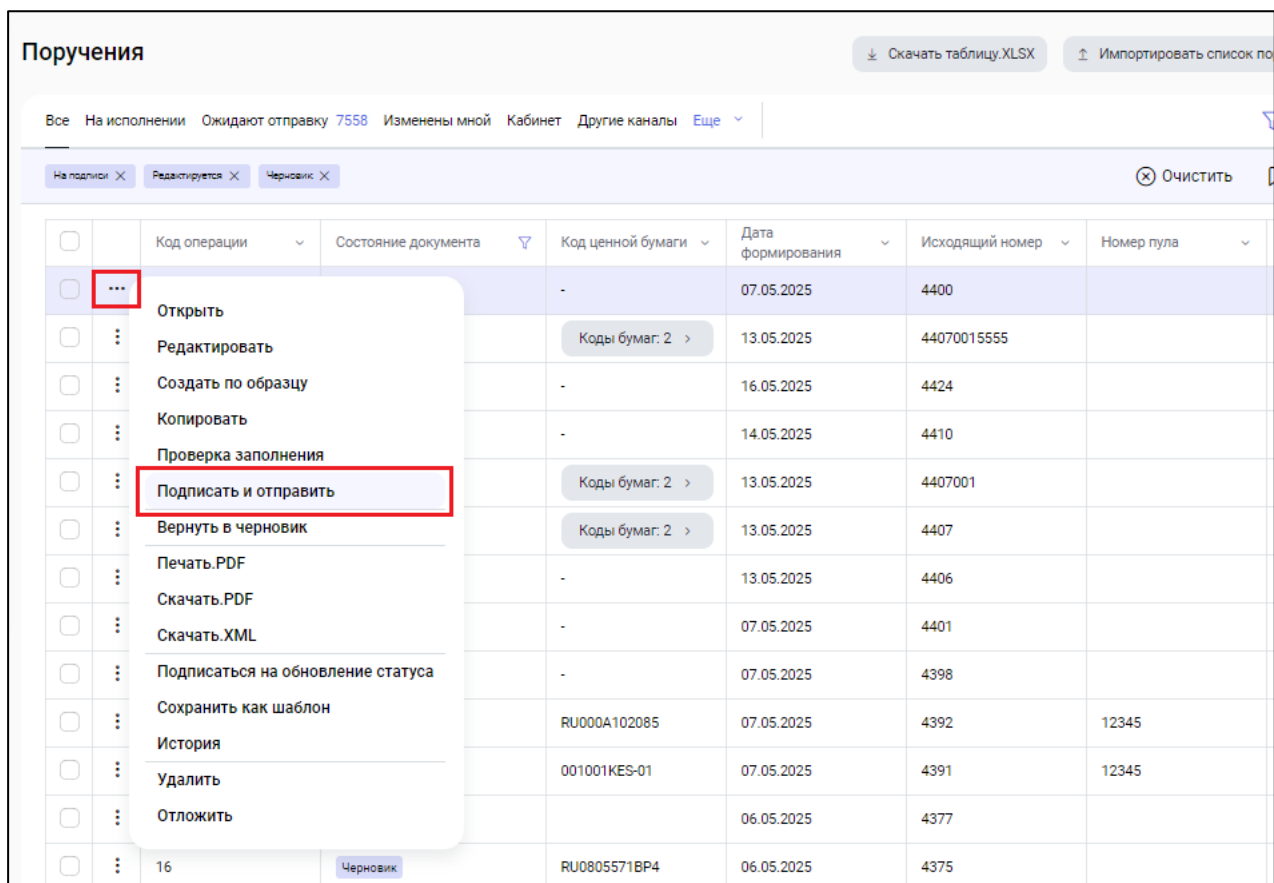 Поручения
Скачать таблицу.XLSX
Импортировать список по
Все На исполнении Ожидают отправку 7558 Изменены мной Кабинет Другие каналы Еще
На подписи Редактируется Черновик Очистить
Код операции Состояние документа Код ценной бумаги Дата формирования Исходящий номер Номер пула
- 07.05.2025 4400
Открыть
Коды бумаг: 2 13.05.2025 44070015555
Редактировать
Создать по образцу
- 16.05.2025 4424
Копировать
- 14.05.2025 4410
Проверка заполнения
Подписать и отправить
Коды бумаг: 2 13.05.2025 4407001
Вернуть в черновик
Коды бумаг: 2 13.05.2025 4407
Печать.PDF
- 13.05.2025 4406
Скачать.PDF
Скачать.XML
- 07.05.2025 4401
Подписаться на обновление статуса
- 07.05.2025 4398
Сохранить как шаблон
RU000A102085 07.05.2025 4392 12345
История
001001KES-01 07.05.2025 4391 12345
Удалить
Отложить
06.05.2025 4377
16 Черновик RU0805571BP4 06.05.2025 4375